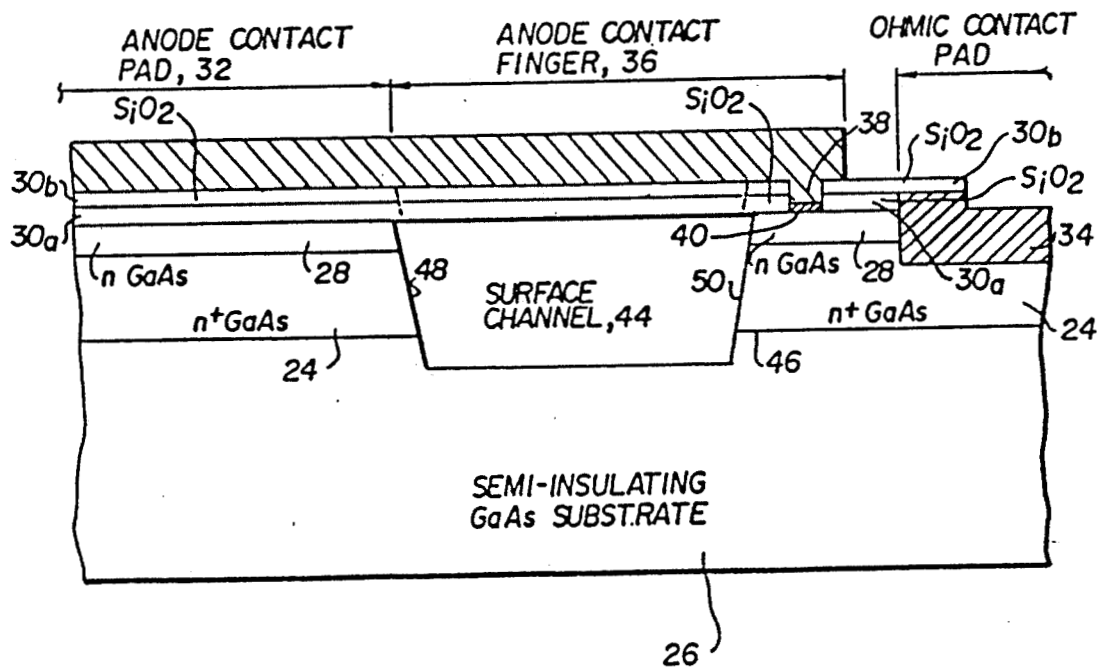 ANODE CONTACT
PAD, 32
ANODE CONTACT
FINGER, 36
OHMIC CONTACT
PAD
SiO2
SiO2
38
SiO2
30b
SiO2
30b
30a
40
34
n GaAs
28
48
50
n GaAs
28
30a
SURFACE
CHANNEL, 44
n+GaAs
n+GaAs
24
24
46
SEMI-INSULATING
GaAs SUBSTRATE
26